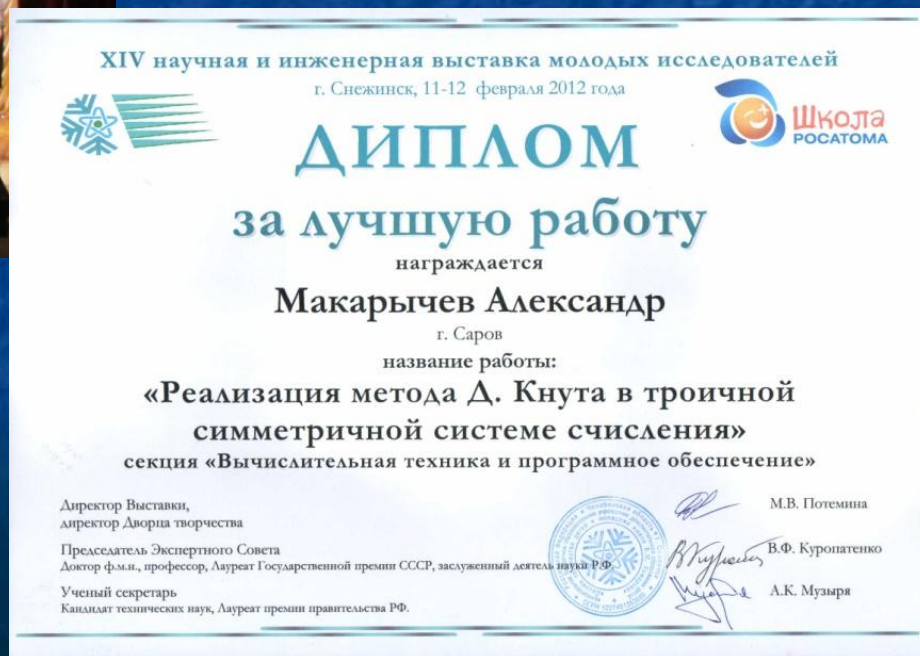 XIV научная и инженерная выставка молодых исследователей
г. Снежинск, 11-12 февраля 2012 года
Школа
РОСАТОМА
ДИПЛОМ
за лучшую работу
награждается
Макарычев Александр
г. Саров
название работы:
«Реализация метода Д. Кнута в троичной
симметричной системе счисления»
секция «Вычислительная техника и программное обеспечение»
Директор Выставки,
директор Дворца творчества
М.В. Потемина
Председатель Экспертного Совета
Доктор ф.м.н., профессор, Лауреат Государственной премии СССР, заслуженный деятель науки Р.Ф.
В.Ф. Куропатенко
Ученый секретарь
Кандидат технических наук, Лауреат премии правительства РФ.
А.К. Музыря